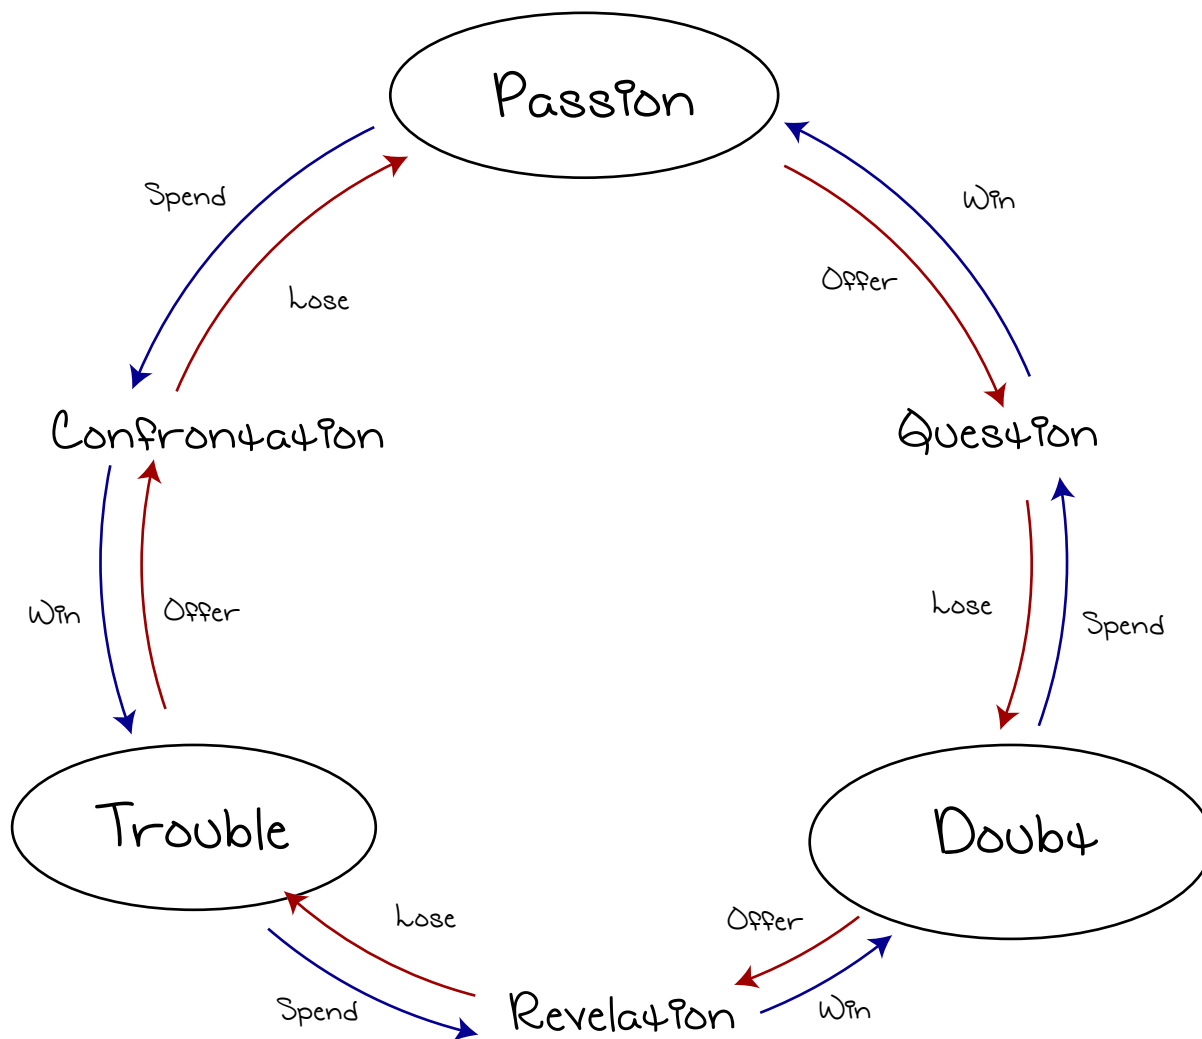 Passion
Spend
Win
Offer
Lose
Confrontation
Question
Lose
Win
Offer
Spend
Trouble
Doubt
Lose
Offer
Spend
Revelation
Win